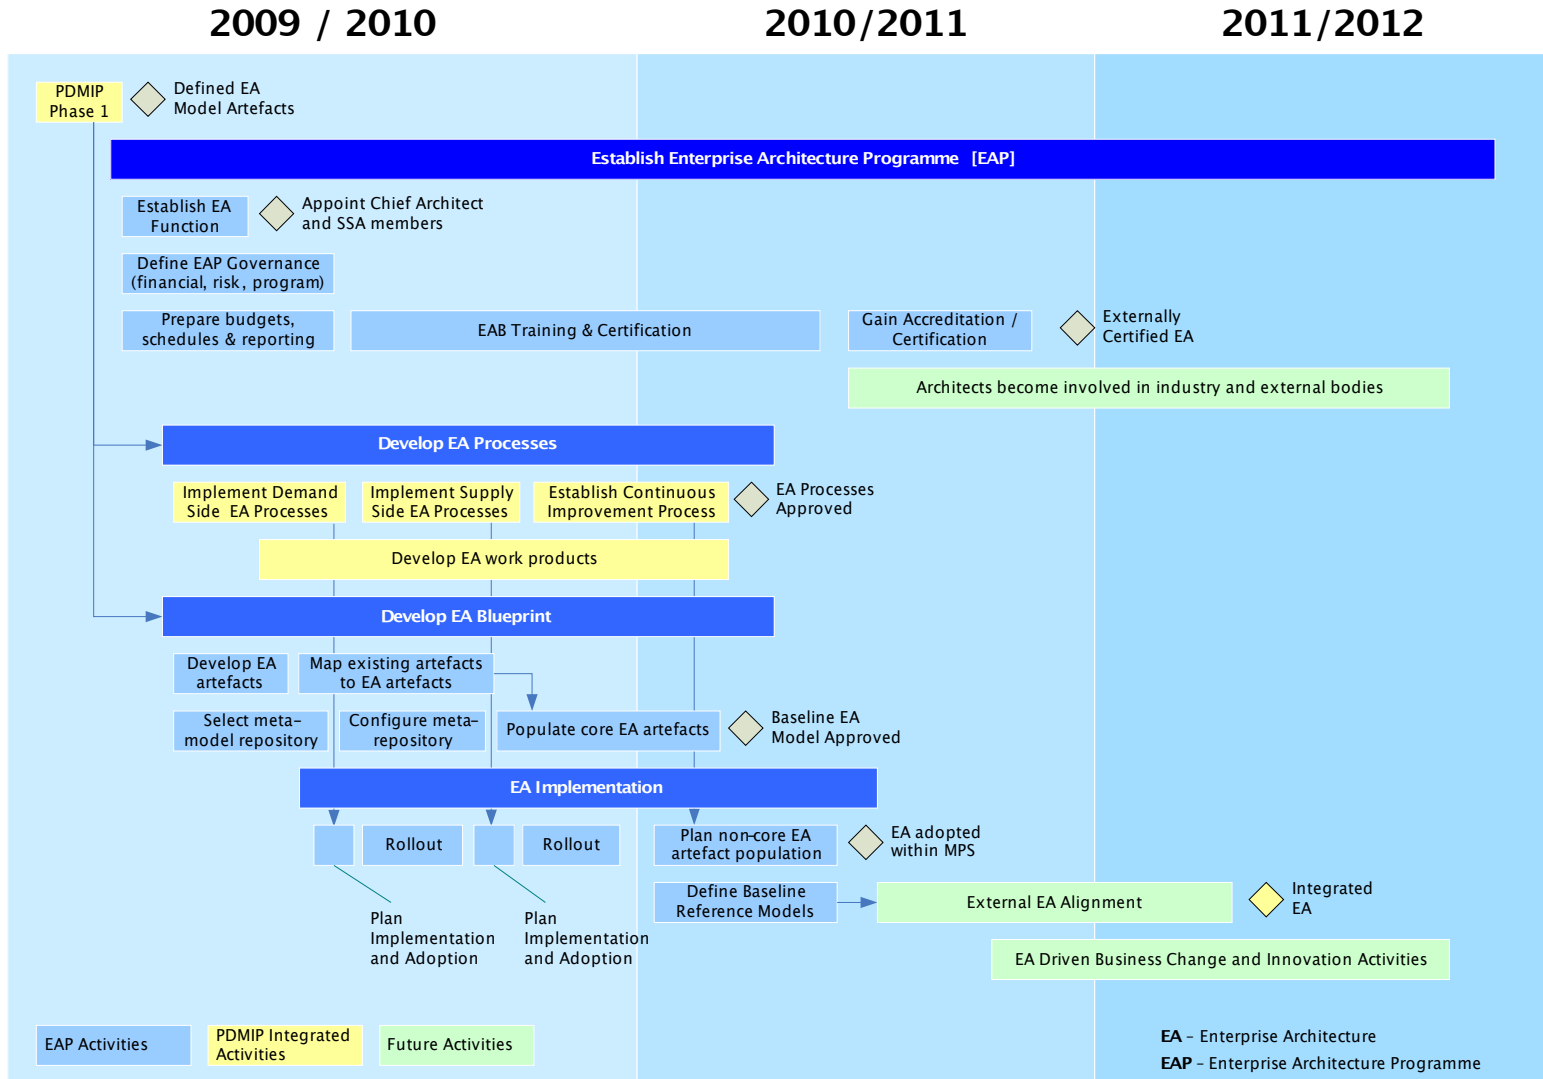 2009 / 2010
2010/2011
2011/2012
PDMIP
Phase 1
Defined EA
Model Artefacts
Establish Enterprise Architecture Programme [EAP]
Establish EA
Function
Appoint Chief Architect
and SSA members
Define EAP Governance
(financial, risk, program)
Prepare budgets,
schedules & reporting
EAB Training & Certification
Gain Accreditation /
Certification
Externally
Certified EA
Architects become involved in industry and external bodies
Develop EA Processes
Implement Demand
Side EA Processes
Implement Supply
Side EA Processes
Establish Continuous
Improvement Process
EA Processes
Approved
Develop EA work products
Develop EA Blueprint
Develop EA
artefacts
Map existing artefacts
to EA artefacts
Select meta-
model repository
Configure meta-
repository
Populate core EA artefacts
Baseline EA
Model Approved
EA Implementation
Rollout
Rollout
Plan non-core EA
artefact population
EA adopted
within MPS
Define Baseline
Reference Models
External EA Alignment
Integrated
EA
Plan
Implementation
and Adoption
Plan
Implementation
and Adoption
EA Driven Business Change and Innovation Activities
EAP Activities
PDMIP Integrated
Activities
Future Activities
EA – Enterprise Architecture
EAP – Enterprise Architecture Programme